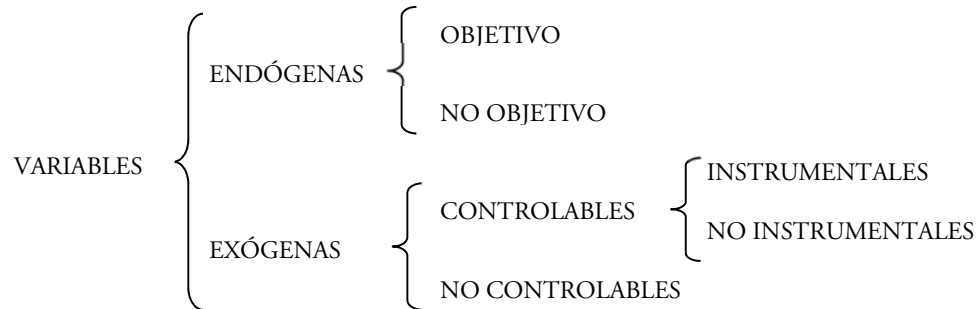 VARIABLES
ENDÓGENAS
OBJETIVO
NO OBJETIVO
EXÓGENAS
CONTROLABLES
INSTRUMENTALES
NO INSTRUMENTALES
NO CONTROLABLES